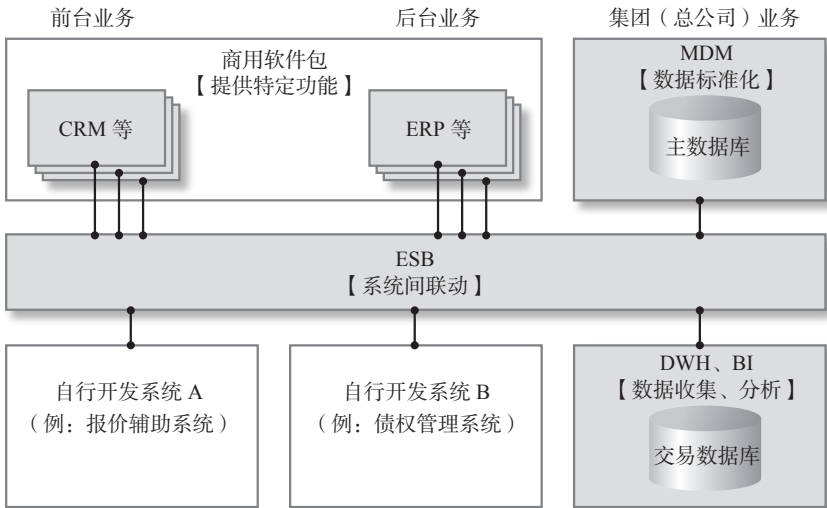 前台业务
后台业务
集团（总公司）业务
商用软件包
【提供特定功能】
CRM 等
ERP 等
MDM
【数据标准化】
主数据库
ESB
【系统间联动】
自行开发系统 A
（例：报价辅助系统）
自行开发系统 B
（例：债权管理系统）
DWH、BI
【数据收集、分析】
交易数据库